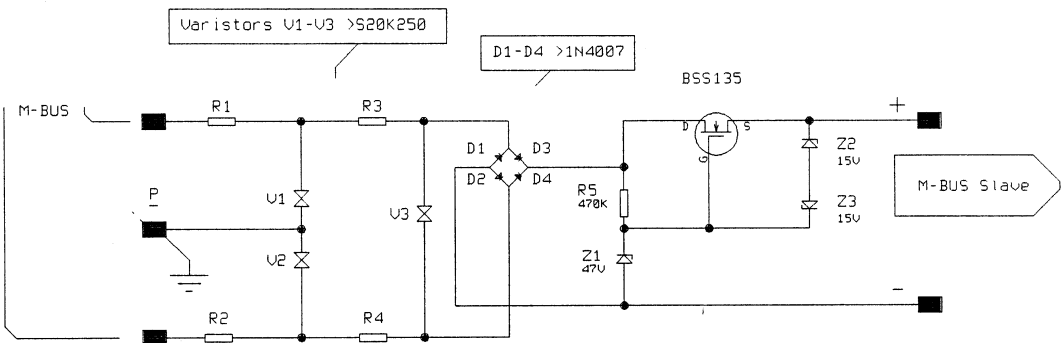 Varistors V1-V3 >S20K250
D1-D4 >1N4007
BSS135
M-BUS
R1
R3
+
D
S
G
D1
D3
D2
D4
Z2
15V
P
V1
V3
R5
470K
M-BUS Slave
Z3
15V
V2
Z1
47V
-
R2
R4